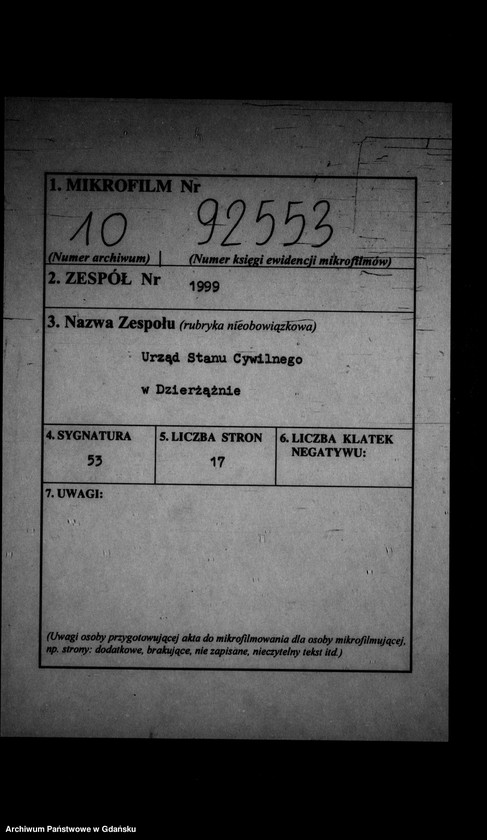 1. MIKROFILM Nr
10 92553
(Numer archiwum) | (Numer księgi ewidencji mikrofilmów)
2. ZESPÓŁ Nr 1999
3. Nazwa Zespołu (rubryka nieobowiązkowa)
Urząd Stanu Cywilnego
w Dzierżążnie
4. SYGNATURA 5. LICZBA STRON 6. LICZBA KLATEK
NEGATYWU:
53 17
7. UWAGI:
(Uwagi osoby przygotowującej akta do mikrofilmowania dla osoby mikrofilmującej,
np. strony: dodatkowe, brakujące, nie zapisane, nieczytelny tekst itd.)
Archiwum Państwowe w Gdańsku